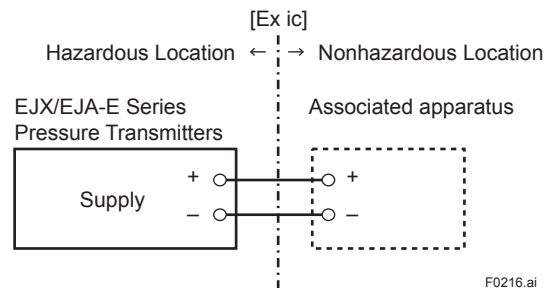 [Ex ic]
Hazardous Location ← → Nonhazardous Location
EJX/EJA-E Series
Pressure Transmitters
Associated apparatus
Supply
+
–
+
–
F0216.ai